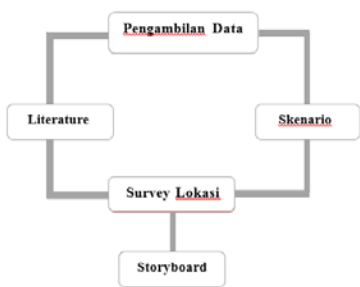 Pengambilan Data
Literature
Skenario
Survey Lokasi
Storyboard